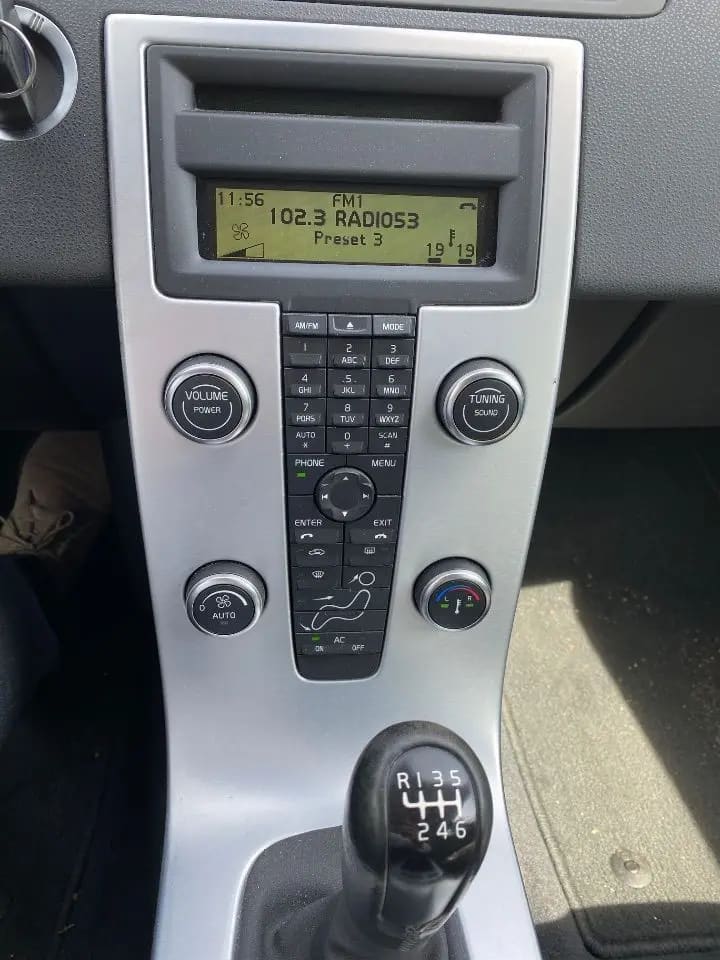 11:56 FM1
102.3 RADIOS3
Preset 3
19 19
AM/FM MODE
1 2 3
ABC DEF
4 .5. 6
GHI JKL MNO
7 8 9
PQRS TUV WXYZ
AUTO 0 SCAN
* + #
VOLUME
POWER
TUNING
SOUND
PHONE MENU
ENTER EXIT
0
AUTO
L R
AC
ON OFF
R 1 3 5
2 4 6